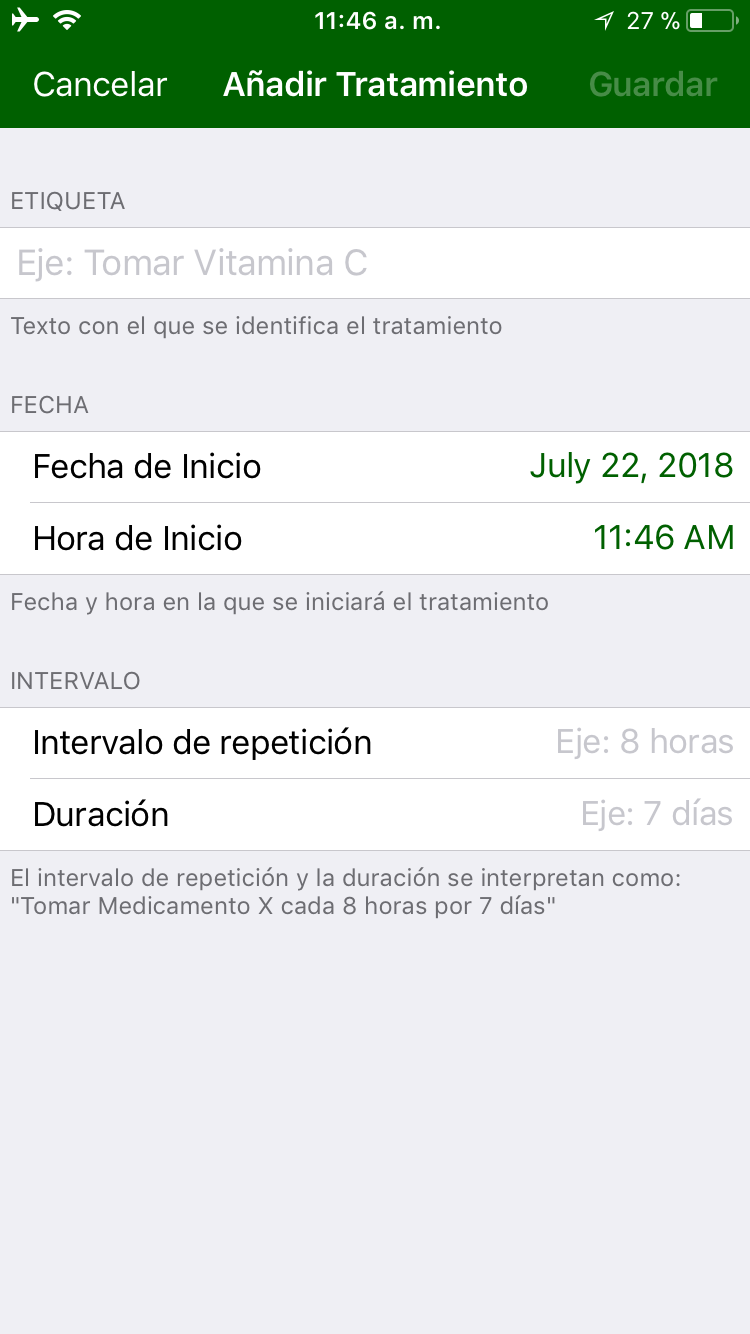 11:46 a. m.
27 %
Cancelar
Añadir Tratamiento
Guardar
ETIQUETA
Eje: Tomar Vitamina C
Texto con el que se identifica el tratamiento
FECHA
Fecha de Inicio
July 22, 2018
Hora de Inicio
11:46 AM
Fecha y hora en la que se iniciará el tratamiento
INTERVALO
Intervalo de repetición
Eje: 8 horas
Duración
Eje: 7 días
El intervalo de repetición y la duración se interpretan como:
"Tomar Medicamento X cada 8 horas por 7 días"